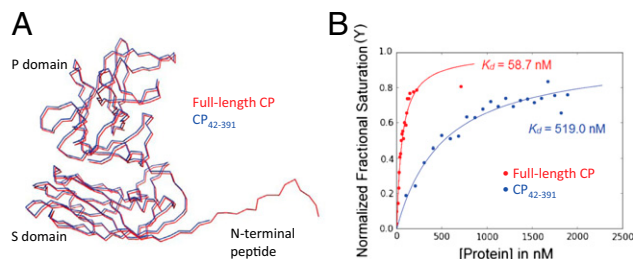 A
P domain
Full-length CP
CP42-391
S domain
N-terminal
peptide
B
Normalized Fractional Saturation (Y)
1.0
0.8
0.6
0.4
0.2
0.0
Kd = 58.7 nM
Kd = 519.0 nM
Full-length CP
CP42-391
0 500 1000 1500 2000 2500
[Protein] in nM